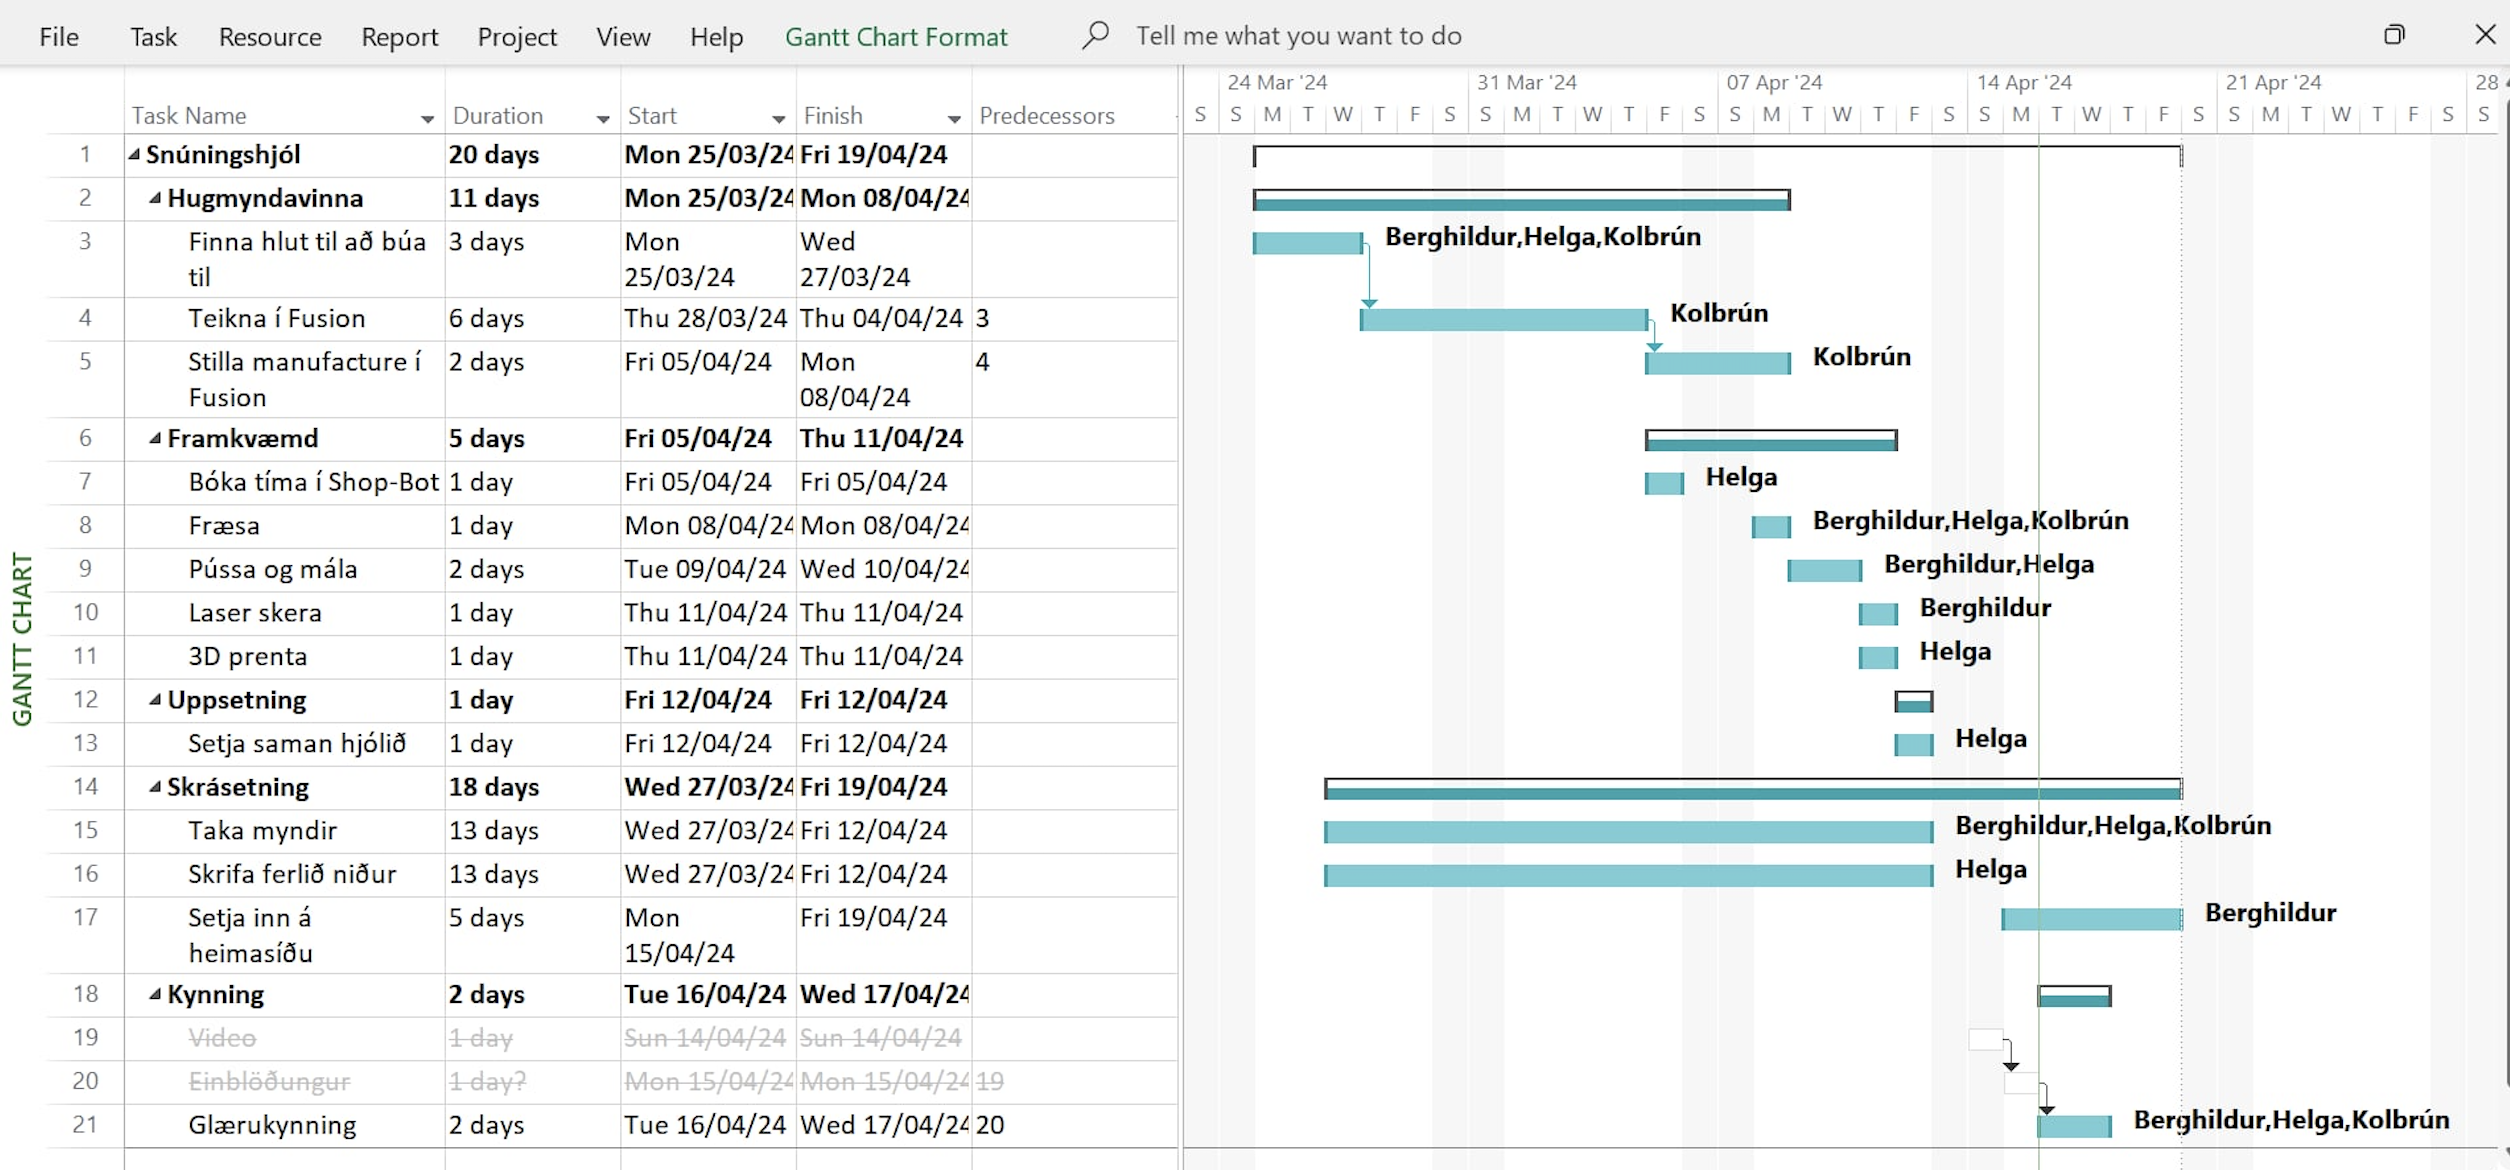 File Task Resource Report Project View Help Gantt Chart Format Tell me what you want to do
24 Mar '24 31 Mar '24 07 Apr '24 14 Apr '24 21 Apr '24 28
Task Name Duration Start Finish Predecessors S S M T W T F S S M T W T F S S M T W T F S S M T W T F S S M T W T F S S
1 Snúningshjól 20 days Mon 25/03/24 Fri 19/04/24
2 Hugmyndavinna 11 days Mon 25/03/24 Mon 08/04/24
3 Finna hlut til að búa 3 days Mon Wed Berghildur,Helga,Kolbrún
til 25/03/24 27/03/24
4 Teikna í Fusion 6 days Thu 28/03/24 Thu 04/04/24 3 Kolbrún
5 Stilla manufacture í 2 days Fri 05/04/24 Mon 4 Kolbrún
Fusion 08/04/24
6 Framkvæmd 5 days Fri 05/04/24 Thu 11/04/24
7 Bóka tíma í Shop-Bot 1 day Fri 05/04/24 Fri 05/04/24 Helga
8 Fræsa 1 day Mon 08/04/24 Mon 08/04/24 Berghildur,Helga,Kolbrún
9 Pússa og mála 2 days Tue 09/04/24 Wed 10/04/24 Berghildur,Helga
10 Laser skera 1 day Thu 11/04/24 Thu 11/04/24 Berghildur
11 3D prenta 1 day Thu 11/04/24 Thu 11/04/24 Helga
12 Uppsetning 1 day Fri 12/04/24 Fri 12/04/24
13 Setja saman hjólið 1 day Fri 12/04/24 Fri 12/04/24 Helga
14 Skrásetning 18 days Wed 27/03/24 Fri 19/04/24
15 Taka myndir 13 days Wed 27/03/24 Fri 12/04/24 Berghildur,Helga,Kolbrún
16 Skrifa ferlið niður 13 days Wed 27/03/24 Fri 12/04/24 Helga
17 Setja inn á 5 days Mon Fri 19/04/24 Berghildur
heimasíðu 15/04/24
18 Kynning 2 days Tue 16/04/24 Wed 17/04/24
19 Video 1 day Sun 14/04/24 Sun 14/04/24
20 Einblöðungur 1 day? Mon 15/04/24 Mon 15/04/24 19
21 Glærukynning 2 days Tue 16/04/24 Wed 17/04/24 20 Berghildur,Helga,Kolbrún
GANTT CHART